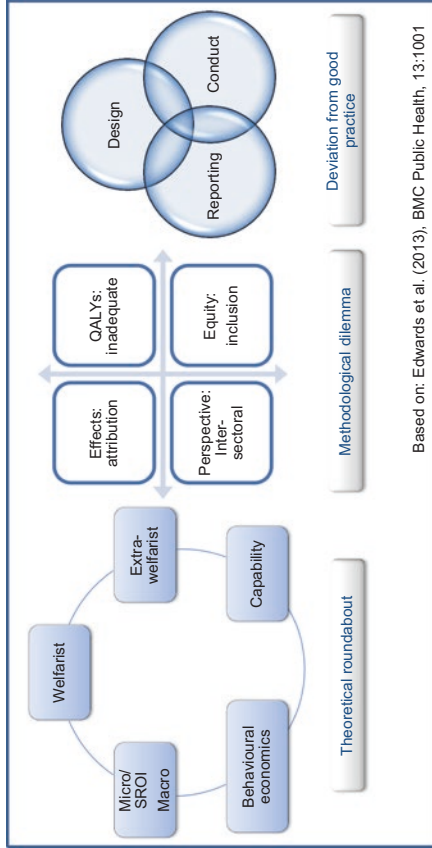 Welfarist
Extra-
welfarist
Capability
Behavioural
economics
Micro/
SROI
Macro
Theoretical roundabout
Effects:
attribution
QALYs:
inadequate
Perspective:
Inter-
sectoral
Equity:
inclusion
Methodological dilemma
Design
Reporting
Conduct
Deviation from good
practice
Based on: Edwards et al. (2013), BMC Public Health, 13:1001